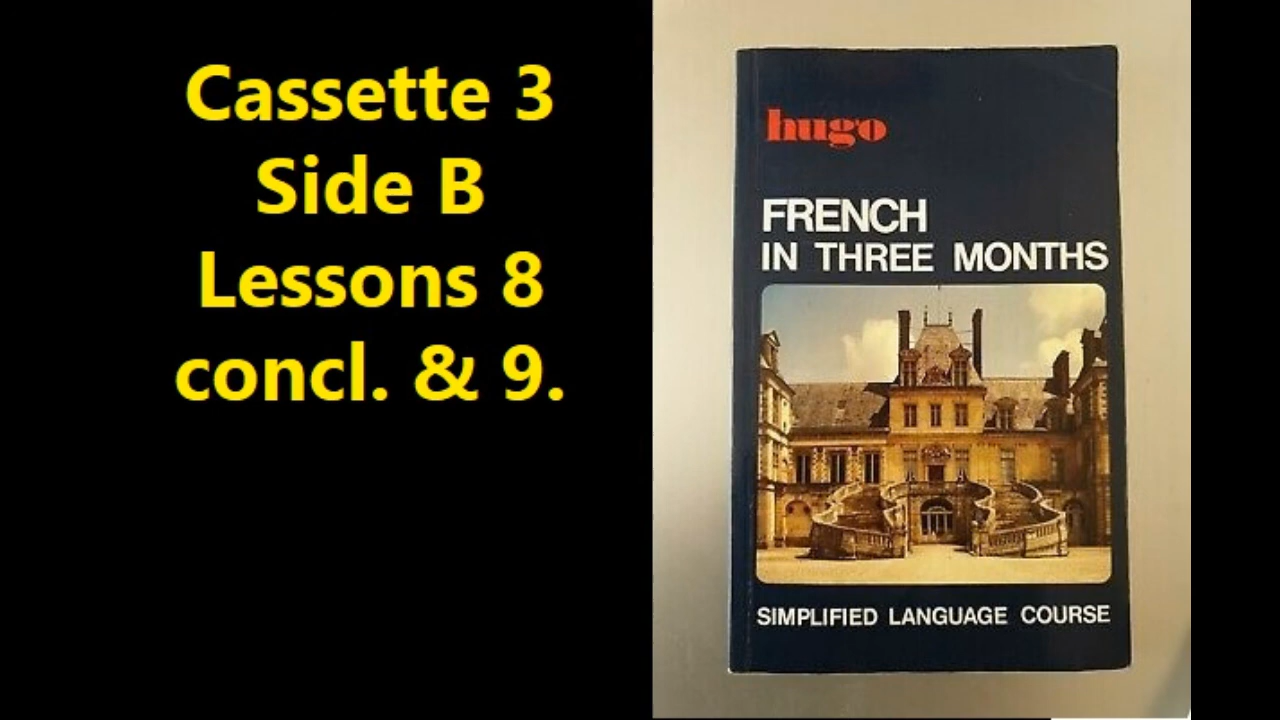 Cassette 3
Side B
Lessons 8
concl. & 9.
hugo
FRENCH
IN THREE MONTHS
SIMPLIFIED LANGUAGE COURSE